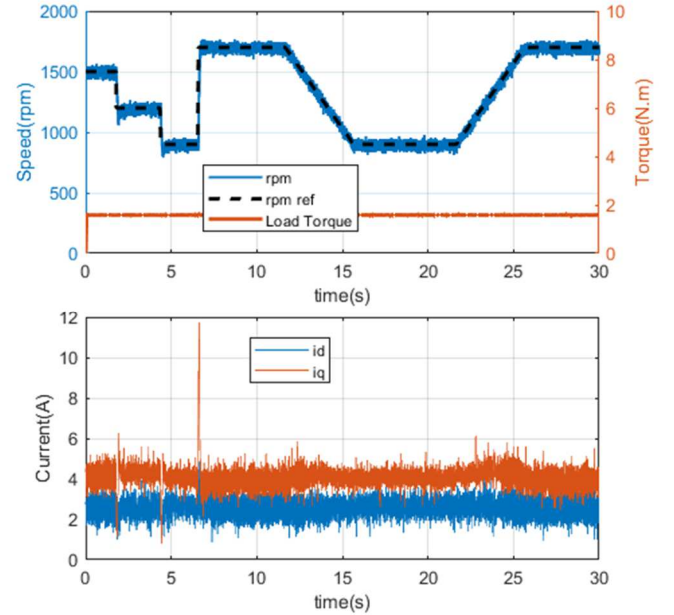 2000
1500
1000
500
0
Speed(rpm)
10
8
6
4
2
0
Torque(N.m)
rpm
rpm ref
Load Torque
0 5 10 15 20 25 30
time(s)
12
10
8
6
4
2
0
Current(A)
id
iq
0 5 10 15 20 25 30
time(s)